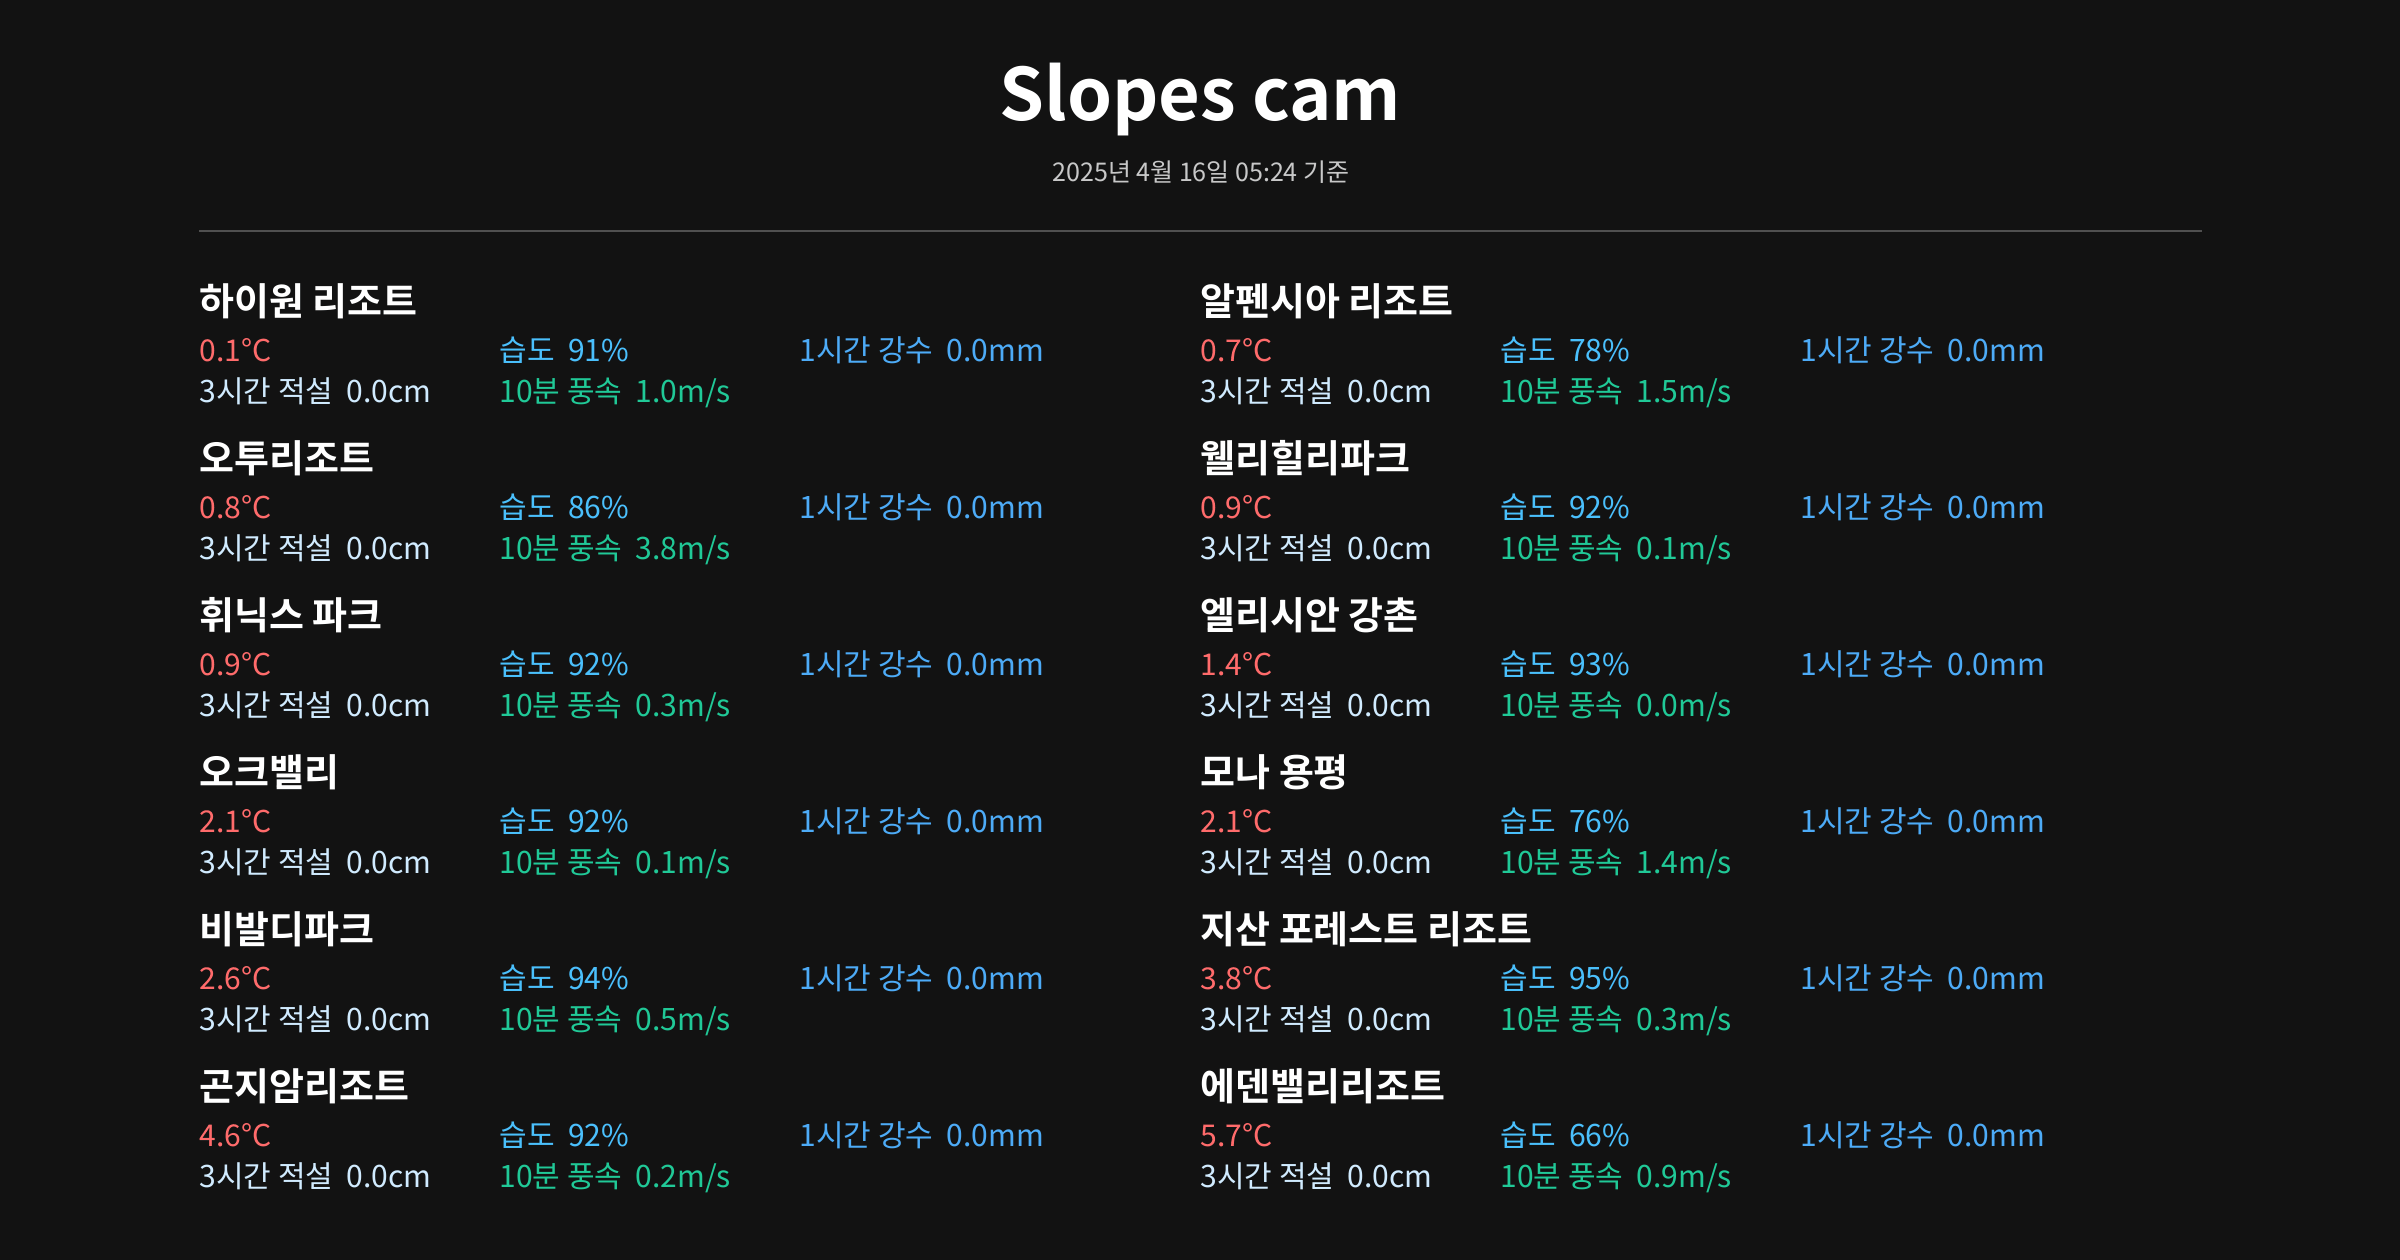 Slopes cam
2025년 4월 16일 05:24 기준
하이원 리조트
0.1°C 습도 91% 1시간 강수 0.0mm
3시간 적설 0.0cm 10분 풍속 1.0m/s
알펜시아 리조트
0.7°C 습도 78% 1시간 강수 0.0mm
3시간 적설 0.0cm 10분 풍속 1.5m/s
오투리조트
0.8°C 습도 86% 1시간 강수 0.0mm
3시간 적설 0.0cm 10분 풍속 3.8m/s
웰리힐리파크
0.9°C 습도 92% 1시간 강수 0.0mm
3시간 적설 0.0cm 10분 풍속 0.1m/s
휘닉스 파크
0.9°C 습도 92% 1시간 강수 0.0mm
3시간 적설 0.0cm 10분 풍속 0.3m/s
엘리시안 강촌
1.4°C 습도 93% 1시간 강수 0.0mm
3시간 적설 0.0cm 10분 풍속 0.0m/s
오크밸리
2.1°C 습도 92% 1시간 강수 0.0mm
3시간 적설 0.0cm 10분 풍속 0.1m/s
모나 용평
2.1°C 습도 76% 1시간 강수 0.0mm
3시간 적설 0.0cm 10분 풍속 1.4m/s
비발디파크
2.6°C 습도 94% 1시간 강수 0.0mm
3시간 적설 0.0cm 10분 풍속 0.5m/s
지산 포레스트 리조트
3.8°C 습도 95% 1시간 강수 0.0mm
3시간 적설 0.0cm 10분 풍속 0.3m/s
곤지암리조트
4.6°C 습도 92% 1시간 강수 0.0mm
3시간 적설 0.0cm 10분 풍속 0.2m/s
에덴밸리리조트
5.7°C 습도 66% 1시간 강수 0.0mm
3시간 적설 0.0cm 10분 풍속 0.9m/s